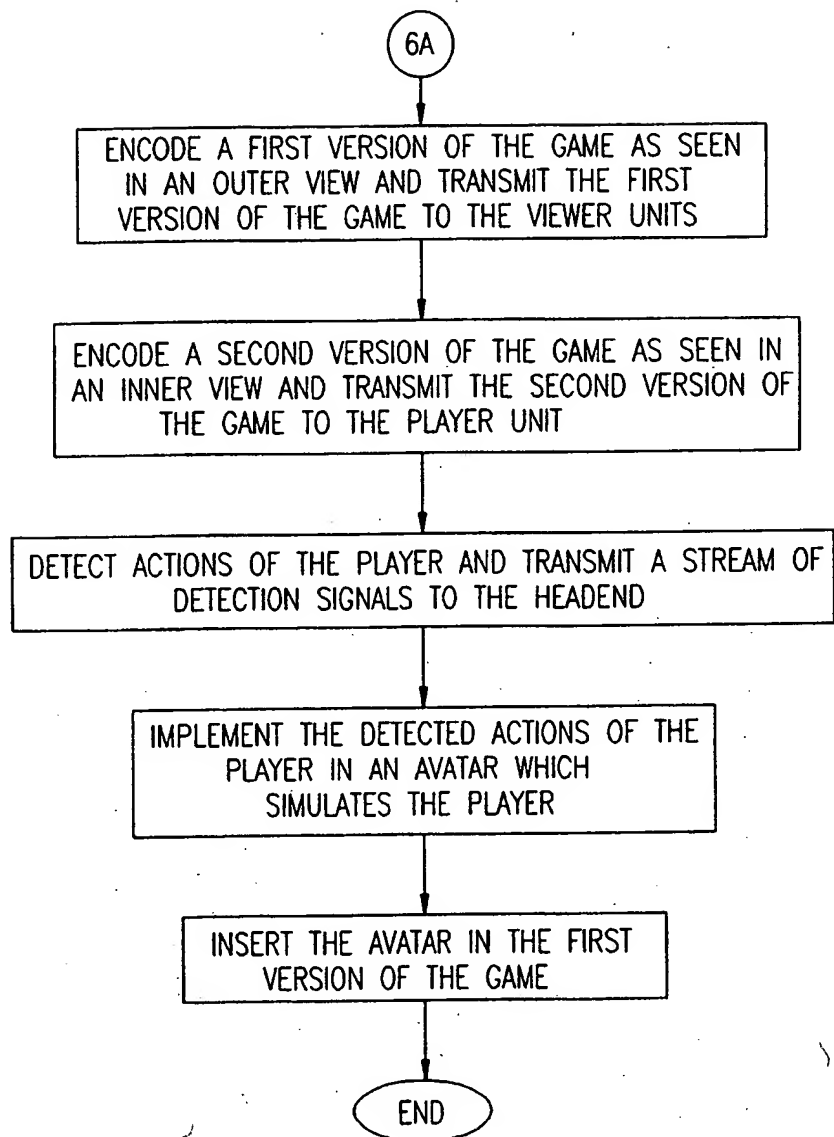 6A
ENCODE A FIRST VERSION OF THE GAME AS SEEN
IN AN OUTER VIEW AND TRANSMIT THE FIRST
VERSION OF THE GAME TO THE VIEWER UNITS
ENCODE A SECOND VERSION OF THE GAME AS SEEN IN
AN INNER VIEW AND TRANSMIT THE SECOND VERSION OF
THE GAME TO THE PLAYER UNIT
DETECT ACTIONS OF THE PLAYER AND TRANSMIT A STREAM OF
DETECTION SIGNALS TO THE HEADEND
IMPLEMENT THE DETECTED ACTIONS OF THE
PLAYER IN AN AVATAR WHICH
SIMULATES THE PLAYER
INSERT THE AVATAR IN THE FIRST
VERSION OF THE GAME
END